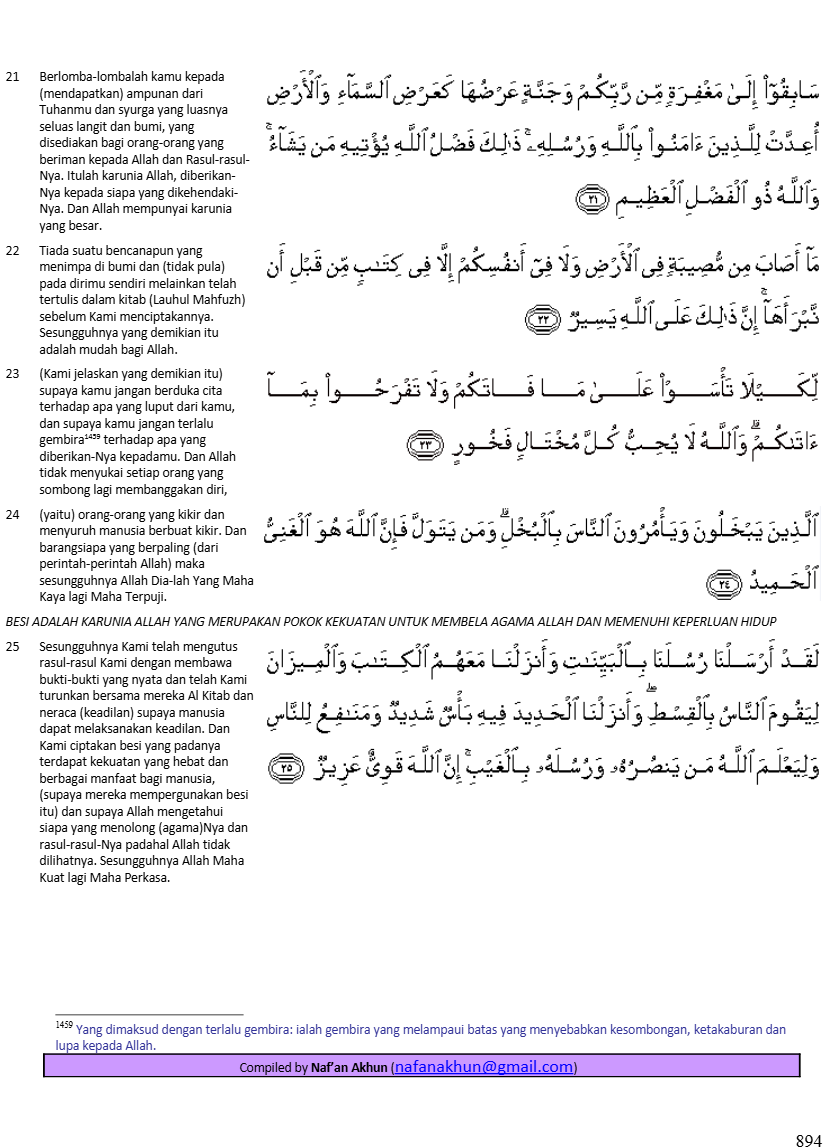 21 Berlomba-lombalah kamu kepada
(mendapatkan) ampunan dari
Tuhanmu dan syurga yang luasnya
seluas langit dan bumi, yang
disediakan bagi orang-orang yang
beriman kepada Allah dan Rasul-rasul-
Nya. Itulah karunia Allah, diberikan-
Nya kepada siapa yang dikehendaki-
Nya. Dan Allah mempunyai karunia
yang besar.
سَابِقُوٓا۟ إِلَىٰ مَغْفِرَةٍ مِّن رَّبِّكُمْ وَجَنَّةٍ عَرْضُهَا كَعَرْضِ ٱلسَّمَآءِ وَٱلْأَرْضِ
أُعِدَّتْ لِلَّذِينَ ءَامَنُوا۟ بِٱللَّهِ وَرُسُلِهِۦ ۚ ذَٰلِكَ فَضْلُ ٱللَّهِ يُؤْتِيهِ مَن يَشَآءُ ۚ
وَٱللَّهُ ذُو ٱلْفَضْلِ ٱلْعَظِيمِ ٢١
22 Tiada suatu bencanapun yang
menimpa di bumi dan (tidak pula)
pada dirimu sendiri melainkan telah
tertulis dalam kitab (Lauhul Mahfuzh)
sebelum Kami menciptakannya.
Sesungguhnya yang demikian itu
adalah mudah bagi Allah.
مَآ أَصَابَ مِن مُّصِيبَةٍ فِى ٱلْأَرْضِ وَلَا فِىٓ أَنفُسِكُمْ إِلَّا فِى كِتَٰبٍ مِّن قَبْلِ أَن
نَّبْرَأَهَآ ۚ إِنَّ ذَٰلِكَ عَلَى ٱللَّهِ يَسِيرٌ ٢٢
23 (Kami jelaskan yang demikian itu)
supaya kamu jangan berduka cita
terhadap apa yang luput dari kamu,
dan supaya kamu jangan terlalu
gembira1459 terhadap apa yang
diberikan-Nya kepadamu. Dan Allah
tidak menyukai setiap orang yang
sombong lagi membanggakan diri,
لِّكَيْلَا تَأْسَوْا۟ عَلَىٰ مَا فَاتَكُمْ وَلَا تَفْرَحُوا۟ بِمَآ
ءَاتَىٰكُمْ ۗ وَٱللَّهُ لَا يُحِبُّ كُلَّ مُخْتَالٍ فَخُورٍ ٢٣
24 (yaitu) orang-orang yang kikir dan
menyuruh manusia berbuat kikir. Dan
barangsiapa yang berpaling (dari
perintah-perintah Allah) maka
sesungguhnya Allah Dia-lah Yang Maha
Kaya lagi Maha Terpuji.
ٱلَّذِينَ يَبْخَلُونَ وَيَأْمُرُونَ ٱلنَّاسَ بِٱلْبُخْلِ ۗ وَمَن يَتَوَلَّ فَإِنَّ ٱللَّهَ هُوَ ٱلْغَنِىُّ
ٱلْحَمِيدُ ٢٤
BESI ADALAH KARUNIA ALLAH YANG MERUPAKAN POKOK KEKUATAN UNTUK MEMBELA AGAMA ALLAH DAN MEMENUHI KEPERLUAN HIDUP
25 Sesungguhnya Kami telah mengutus
rasul-rasul Kami dengan membawa
bukti-bukti yang nyata dan telah Kami
turunkan bersama mereka Al Kitab dan
neraca (keadilan) supaya manusia
dapat melaksanakan keadilan. Dan
Kami ciptakan besi yang padanya
terdapat kekuatan yang hebat dan
berbagai manfaat bagi manusia,
(supaya mereka mempergunakan besi
itu) dan supaya Allah mengetahui
siapa yang menolong (agama)Nya dan
rasul-rasul-Nya padahal Allah tidak
dilihatnya. Sesungguhnya Allah Maha
Kuat lagi Maha Perkasa.
لَقَدْ أَرْسَلْنَا رُسُلَنَا بِٱلْبَيِّنَٰتِ وَأَنزَلْنَا مَعَهُمُ ٱلْكِتَٰبَ وَٱلْمِيزَانَ
لِيَقُومَ ٱلنَّاسُ بِٱلْقِسْطِ ۖ وَأَنزَلْنَا ٱلْحَدِيدَ فِيهِ بَأْسٌ شَدِيدٌ وَمَنَٰفِعُ لِلنَّاسِ
وَلِيَعْلَمَ ٱللَّهُ مَن يَنصُرُهُۥ وَرُسُلَهُۥ بِٱلْغَيْبِ ۚ إِنَّ ٱللَّهَ قَوِىٌّ عَزِيزٌ ٢٥
1459 Yang dimaksud dengan terlalu gembira: ialah gembira yang melampaui batas yang menyebabkan kesombongan, ketakaburan dan
lupa kepada Allah.
Compiled by Naf'an Akhun (nafanakhun@gmail.com)
894